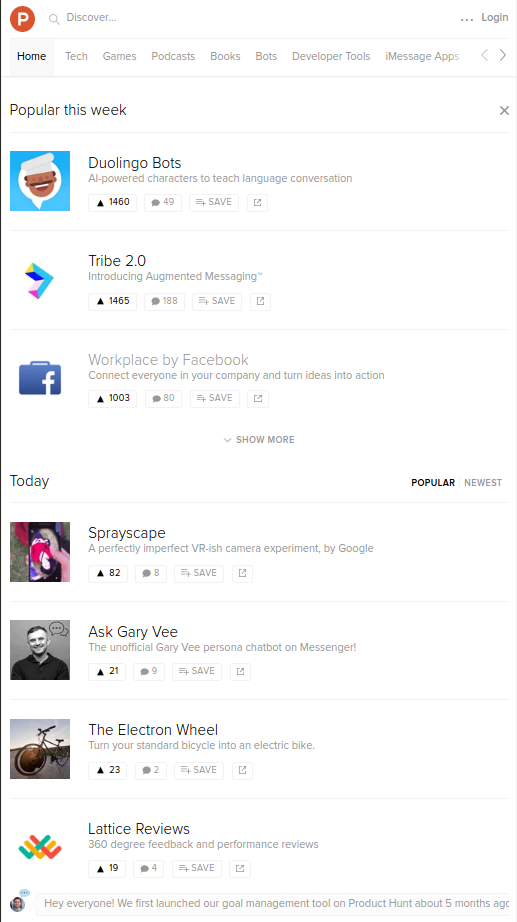 P
Discover...
... Login
Home Tech Games Podcasts Books Bots Developer Tools iMessage Apps
Popular this week
Duolingo Bots
AI-powered characters to teach language conversation
1460 49 SAVE
Tribe 2.0
Introducing Augmented Messaging™
1465 188 SAVE
Workplace by Facebook
Connect everyone in your company and turn ideas into action
1003 80 SAVE
SHOW MORE
Today POPULAR NEWEST
Sprayscape
A perfectly imperfect VR-ish camera experiment, by Google
82 8 SAVE
Ask Gary Vee
The unofficial Gary Vee persona chatbot on Messenger!
21 9 SAVE
The Electron Wheel
Turn your standard bicycle into an electric bike.
23 2 SAVE
Lattice Reviews
360 degree feedback and performance reviews
19 4 SAVE
Hey everyone! We first launched our goal management tool on Product Hunt about 5 months ago